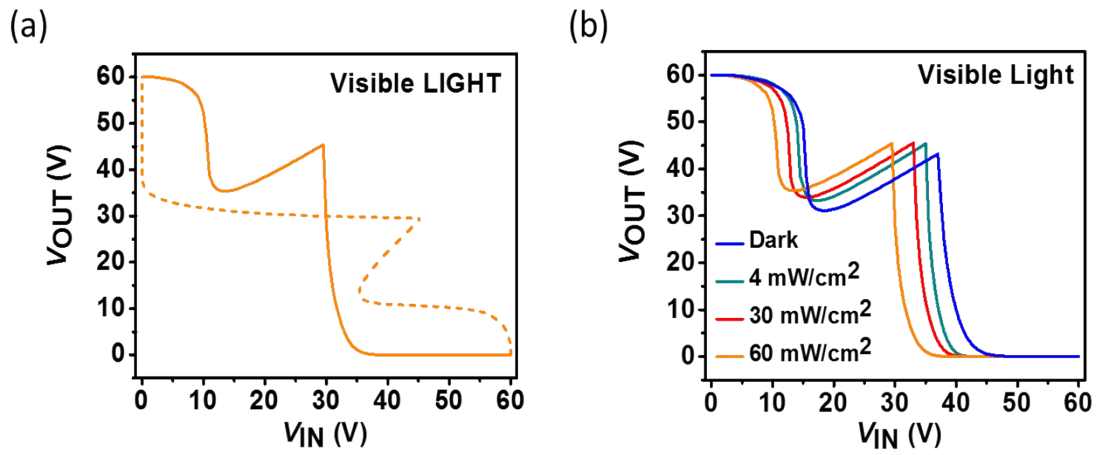 (a)
Visible LIGHT
VOUT (V)
60
50
40
30
20
10
0
0 10 20 30 40 50 60
VIN (V)
(b)
Visible Light
VOUT (V)
60
50
40
30
20
10
0
Dark
4 mW/cm2
30 mW/cm2
60 mW/cm2
0 10 20 30 40 50 60
VIN (V)